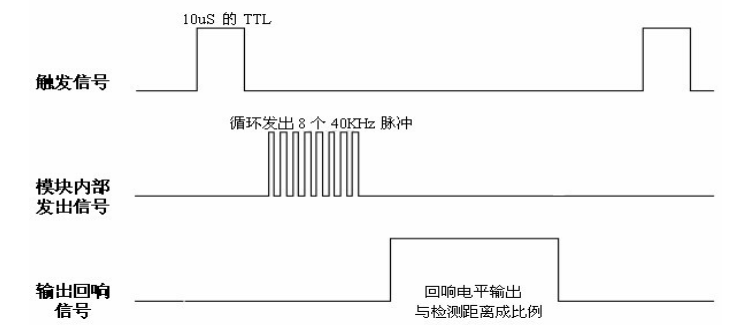 10uS 的 TTL
触发信号
循环发出 8 个 40KHz 脉冲
模块内部
发出信号
输出回响
信号
回响电平输出
与检测距离成比例